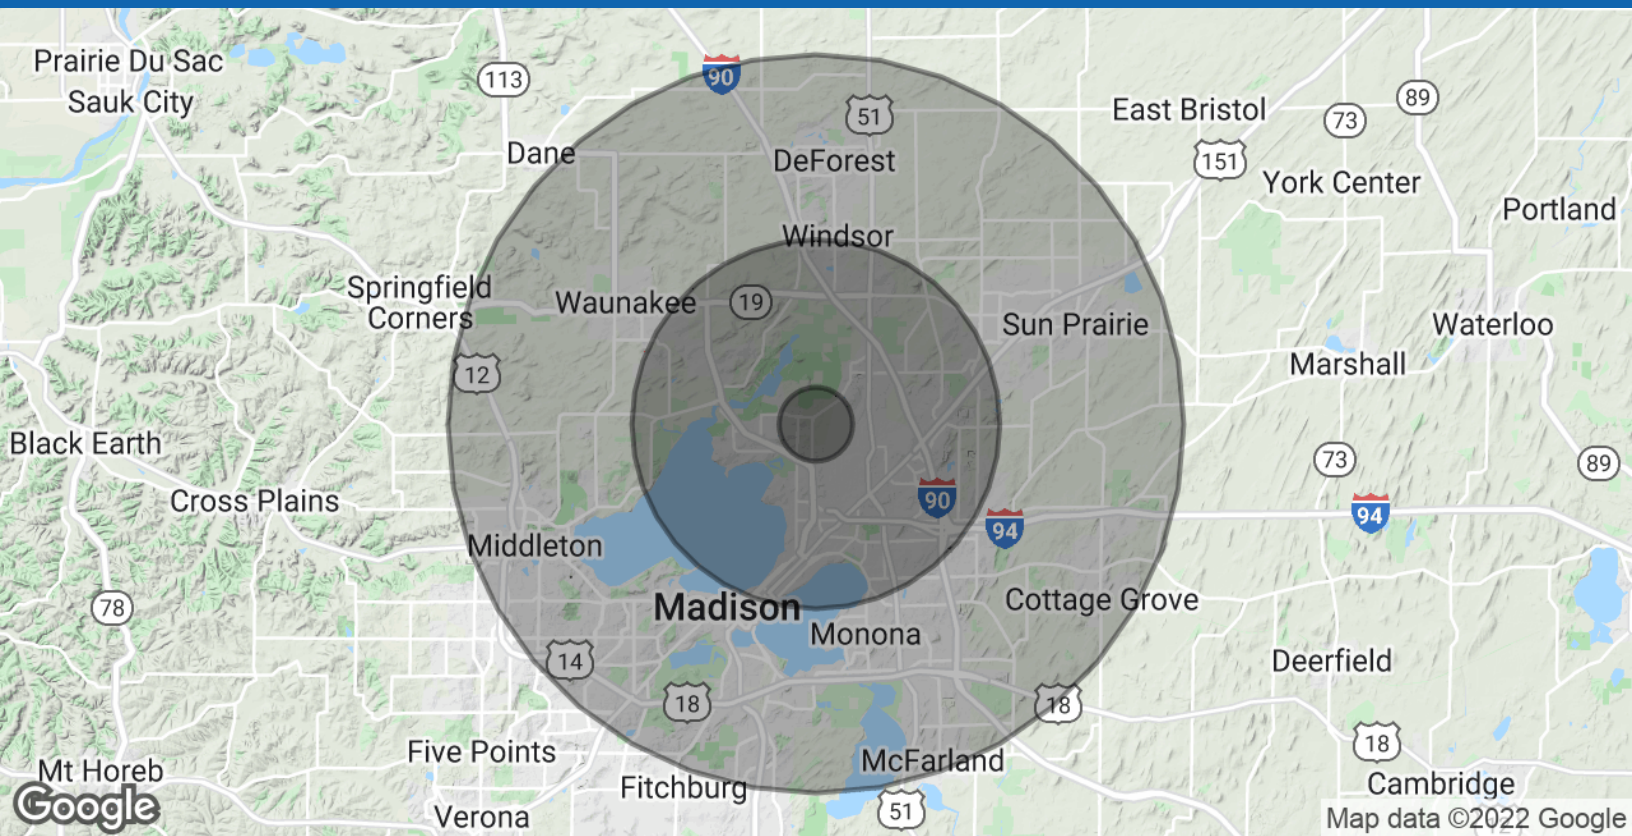 Prairie Du Sac
Sauk City
113
90
51
89
73
East Bristol
151
Dane
DeForest
York Center
Portland
Windsor
Springfield
Corners
Waunakee
19
Sun Prairie
Waterloo
Marshall
12
Black Earth
73
89
Cross Plains
90
94
94
Middleton
78
Madison
Cottage Grove
Monona
14
Deerfield
18
18
18
Five Points
McFarland
Mt Horeb
Fitchburg
Cambridge
Google
Verona
51
Map data ©2022 Google